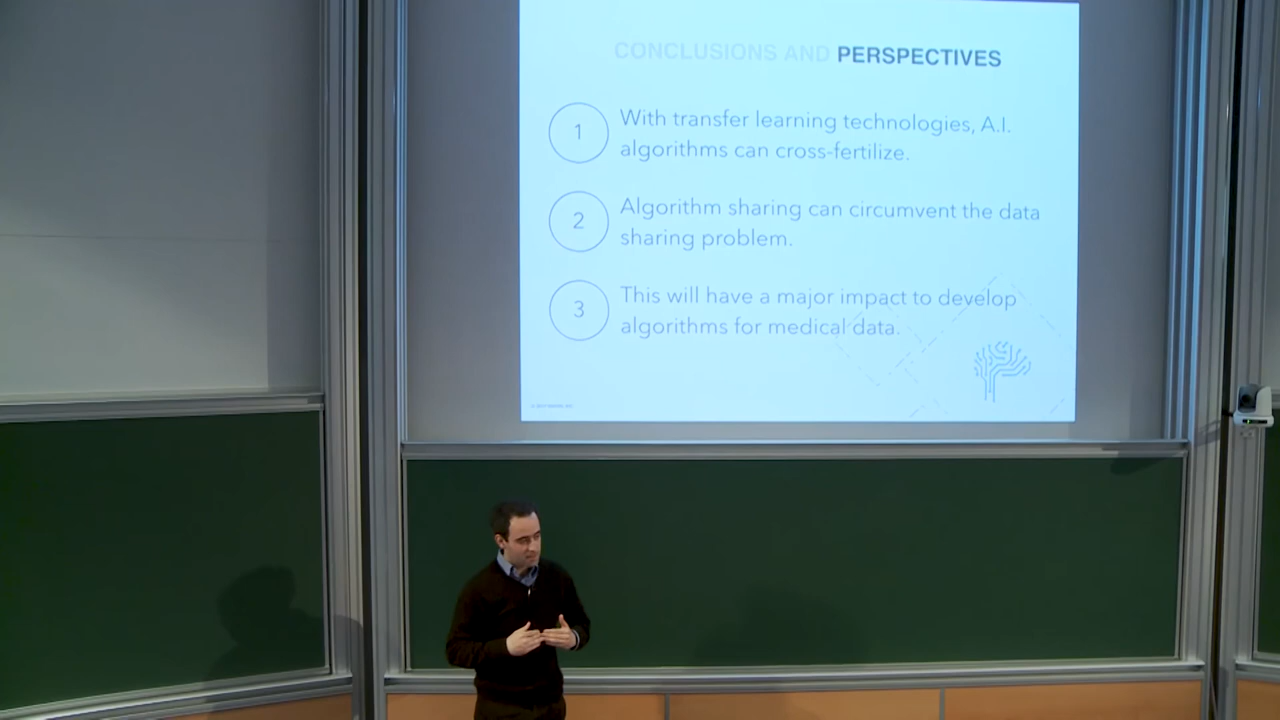 CONCLUSIONS AND PERSPECTIVES
1
With transfer learning technologies, A.I.
algorithms can cross-fertilize.
2
Algorithm sharing can circumvent the data
sharing problem.
3
This will have a major impact to develop
algorithms for medical data.